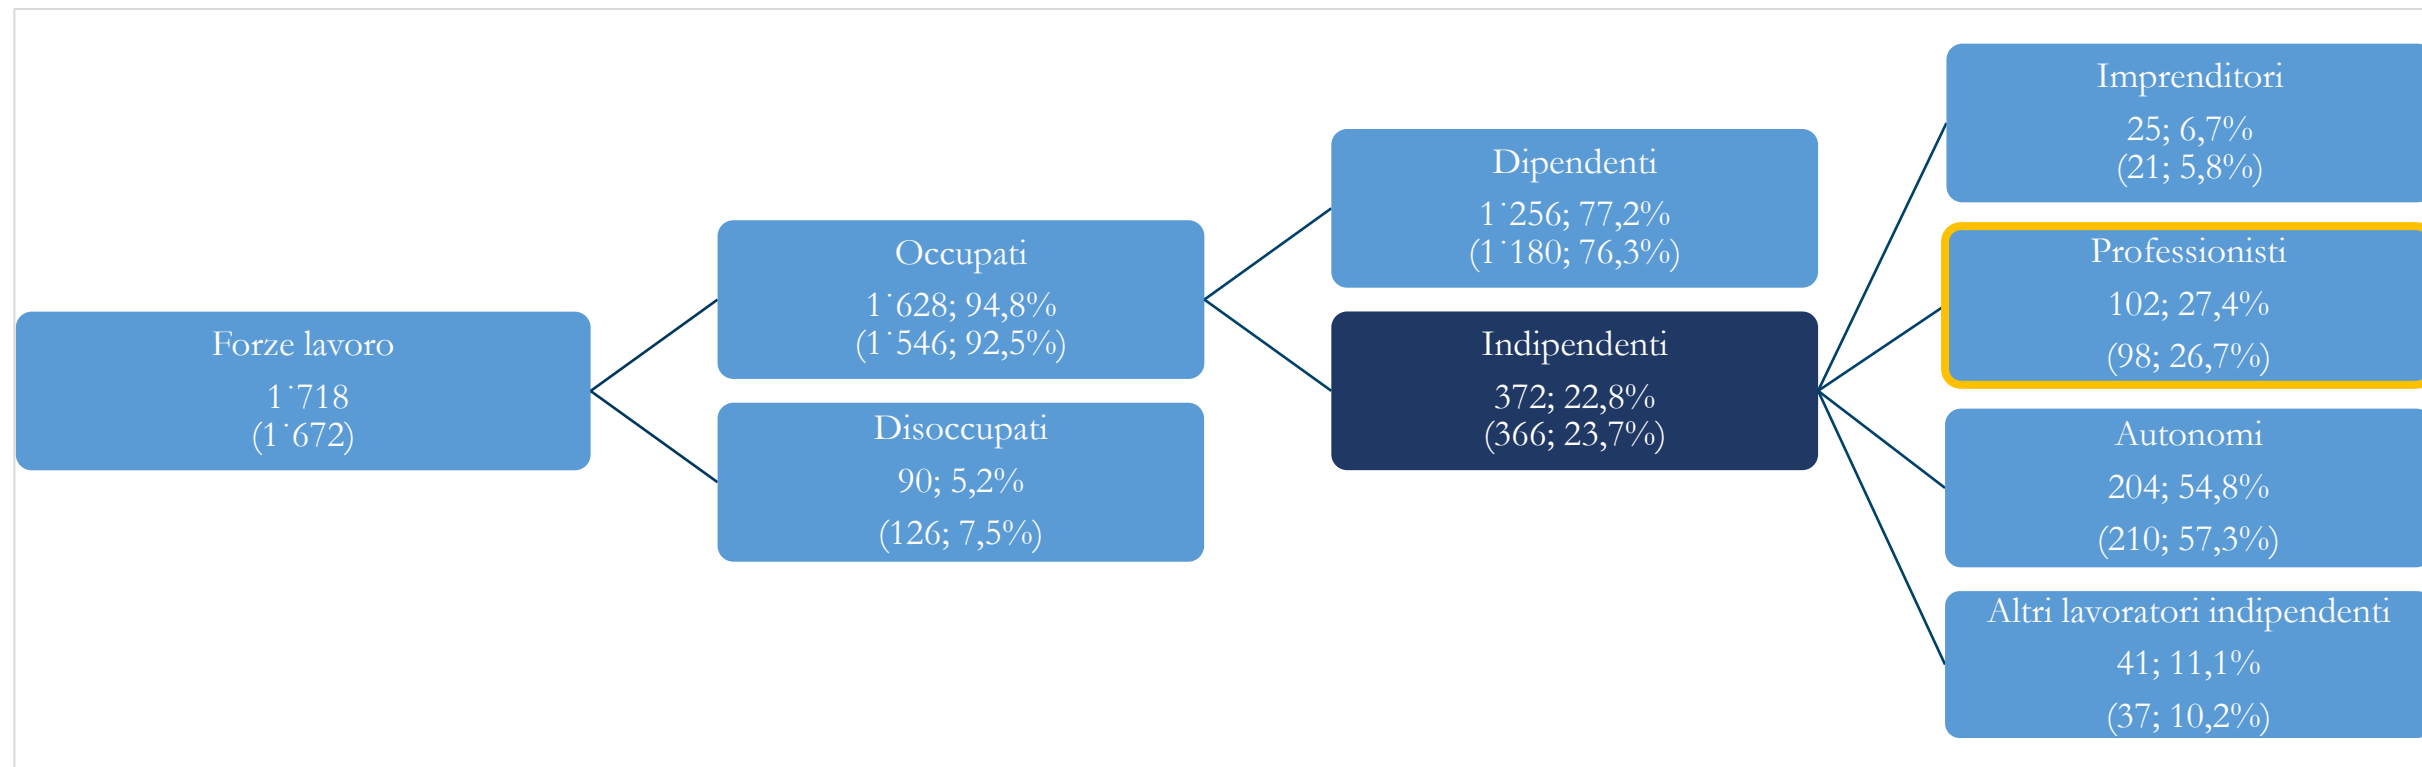 Forze lavoro
1˙718
(1˙672)
Occupati
1˙628; 94,8%
(1˙546; 92,5%)
Disoccupati
90; 5,2%
(126; 7,5%)
Dipendenti
1˙256; 77,2%
(1˙180; 76,3%)
Indipendenti
372; 22,8%
(366; 23,7%)
Imprenditori
25; 6,7%
(21; 5,8%)
Professionisti
102; 27,4%
(98; 26,7%)
Autonomi
204; 54,8%
(210; 57,3%)
Altri lavoratori indipendenti
41; 11,1%
(37; 10,2%)